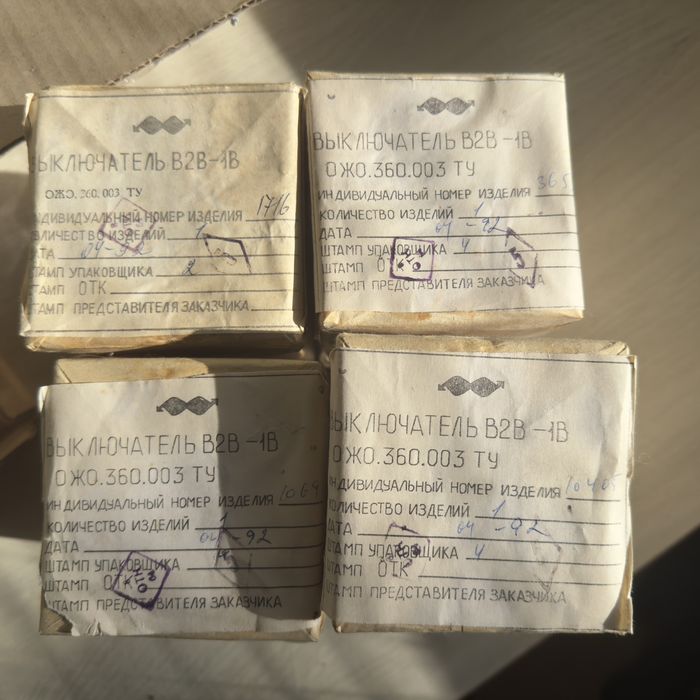 ВЫКЛЮЧАТЕЛЬ В2В-1В
ОЖО.360.003 ТУ
ИНДИВИДУАЛЬНЫЙ НОМЕР ИЗДЕЛИЯ 1716
КОЛИЧЕСТВО ИЗДЕЛИЙ 1
ДАТА 04-92
ШТАМП УПАКОВЩИКА 2
ШТАМП ОТК
ШТАМП ПРЕДСТАВИТЕЛЯ ЗАКАЗЧИКА
ВЫКЛЮЧАТЕЛЬ В2В-1В
ОЖО.360.003 ТУ
ИНДИВИДУАЛЬНЫЙ НОМЕР ИЗДЕЛИЯ 365
КОЛИЧЕСТВО ИЗДЕЛИЙ 1
ДАТА 04-92
ШТАМП УПАКОВЩИКА 4
ШТАМП ОТК
ШТАМП ПРЕДСТАВИТЕЛЯ ЗАКАЗЧИКА
ВЫКЛЮЧАТЕЛЬ В2В-1В
ОЖО.360.003 ТУ
ИНДИВИДУАЛЬНЫЙ НОМЕР ИЗДЕЛИЯ 1064
КОЛИЧЕСТВО ИЗДЕЛИЙ 1
ДАТА 04 92
ШТАМП УПАКОВЩИКА
ШТАМП ОТК
ШТАМП ПРЕДСТАВИТЕЛЯ ЗАКАЗЧИКА
ВЫКЛЮЧАТЕЛЬ В2В-1В
ОЖО.360.003 ТУ
ИНДИВИДУАЛЬНЫЙ НОМЕР ИЗДЕЛИЯ
КОЛИЧЕСТВО ИЗДЕЛИЙ 1
ДАТА 04-92
ШТАМП УПАКОВЩИКА 4
ШТАМП ОТК
ШТАМП ПРЕДСТАВИТЕЛЯ ЗАКАЗЧИКА